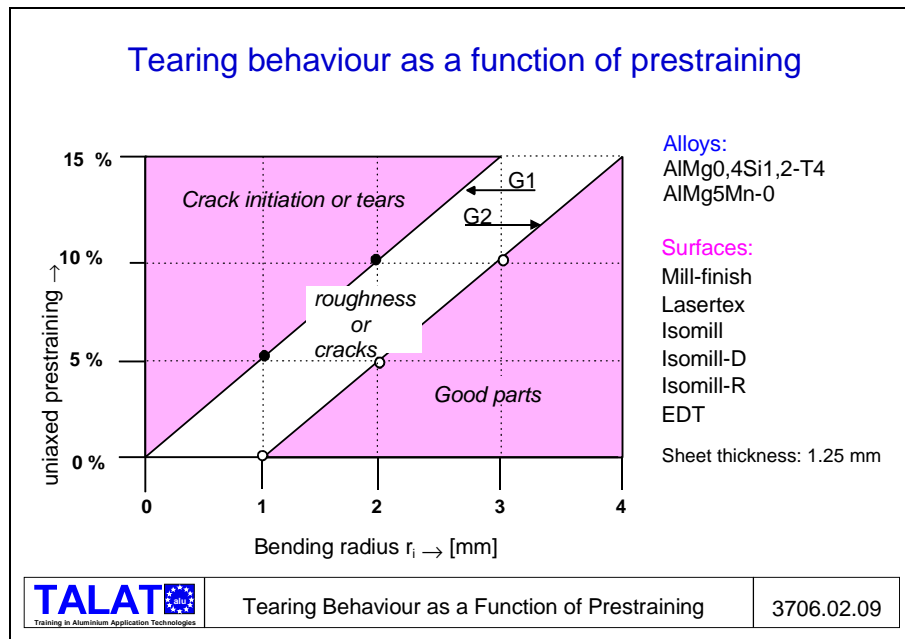 Tearing behaviour as a function of prestraining
15 %
10 %
5 %
0 %
uniaxed prestraining →
Crack initiation or tears
G1
G2
roughness
or
cracks
Good parts
0
1
2
3
4
Bending radius ri → [mm]
Alloys:
AlMg0,4Si1,2-T4
AlMg5Mn-0
Surfaces:
Mill-finish
Lasertex
Isomill
Isomill-D
Isomill-R
EDT
Sheet thickness: 1.25 mm
TALAT
alu
Training in Aluminium Application Technologies
Tearing Behaviour as a Function of Prestraining
3706.02.09